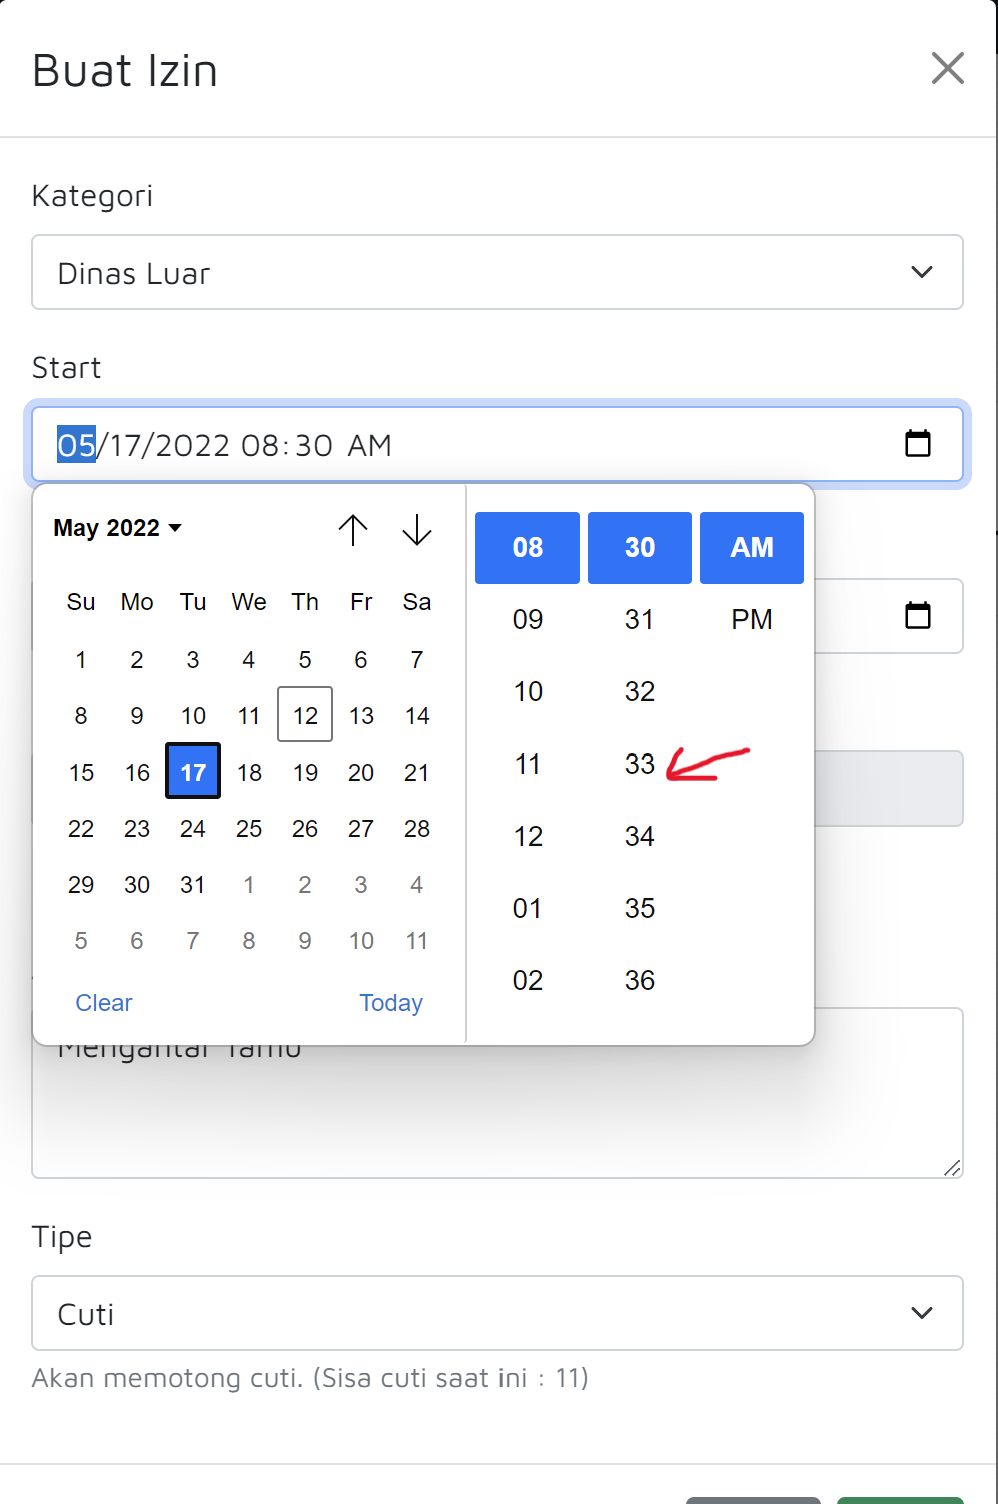 Buat Izin
Kategori
Dinas Luar
Start
05/17/2022 08:30 AM
May 2022
Su Mo Tu We Th Fr Sa
1 2 3 4 5 6 7
8 9 10 11 12 13 14
15 16 17 18 19 20 21
22 23 24 25 26 27 28
29 30 31 1 2 3 4
5 6 7 8 9 10 11
Clear Today
08 30 AM
09 31 PM
10 32
11 33
12 34
01 35
02 36
Mengantar Tamu
Tipe
Cuti
Akan memotong cuti. (Sisa cuti saat ini : 11)